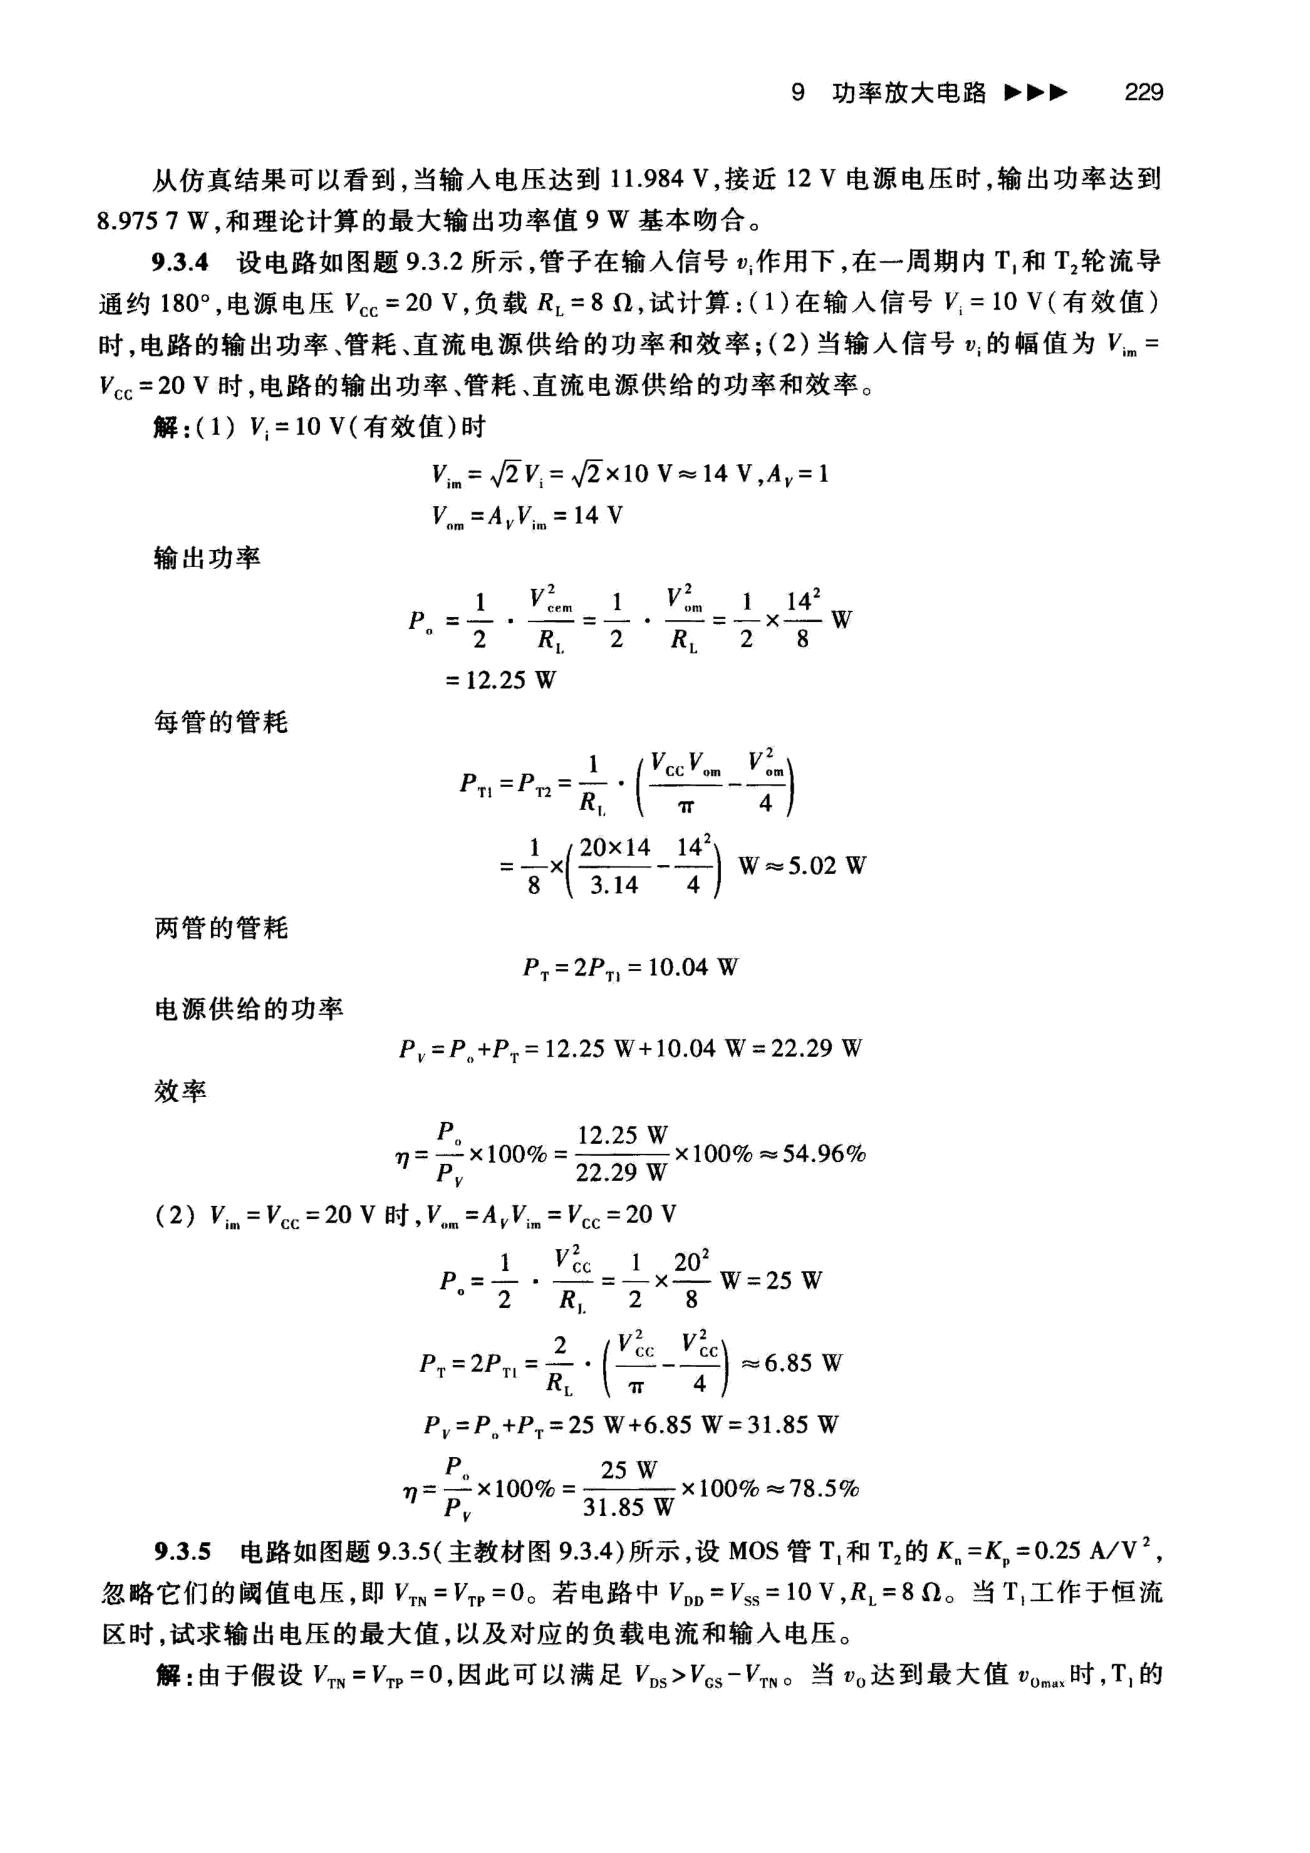 9 功率放大电路 ▶▶▶ 229
从仿真结果可以看到,当输入电压达到 11.984 V,接近 12 V 电源电压时,输出功率达到
8.975 7 W,和理论计算的最大输出功率值 9 W 基本吻合。
9.3.4 设电路如图题 9.3.2 所示,管子在输入信号 v_i 作用下,在一周期内 T_1 和 T_2 轮流导
通约 180°,电源电压 V_CC = 20 V,负载 R_L = 8 Ω,试计算:(1)在输入信号 V_i = 10 V(有效值)
时,电路的输出功率、管耗、直流电源供给的功率和效率;(2)当输入信号 v_i 的幅值为 V_im =
V_CC = 20 V 时,电路的输出功率、管耗、直流电源供给的功率和效率。
解:(1) V_i = 10 V(有效值)时
V_im = √2 V_i = √2×10 V ≈ 14 V, A_V = 1
V_om = A_V V_im = 14 V
输出功率
P_o = 1/2 · V_cem²/R_L = 1/2 · V_om²/R_L = 1/2 × 14²/8 W
= 12.25 W
每管的管耗
P_T1 = P_T2 = 1/R_L · (V_CC V_om/π − V_om²/4)
= 1/8 × (20×14/3.14 − 14²/4) W ≈ 5.02 W
两管的管耗
P_T = 2P_T1 = 10.04 W
电源供给的功率
P_V = P_o + P_T = 12.25 W + 10.04 W = 22.29 W
效率
η = P_o/P_V × 100% = 12.25 W/22.29 W × 100% ≈ 54.96%
(2) V_im = V_CC = 20 V 时, V_om = A_V V_im = V_CC = 20 V
P_o = 1/2 · V_CC²/R_L = 1/2 × 20²/8 W = 25 W
P_T = 2P_T1 = 2/R_L · (V_CC²/π − V_CC²/4) ≈ 6.85 W
P_V = P_o + P_T = 25 W + 6.85 W = 31.85 W
η = P_o/P_V × 100% = 25 W/31.85 W × 100% ≈ 78.5%
9.3.5 电路如图题 9.3.5(主教材图 9.3.4)所示,设 MOS 管 T_1 和 T_2 的 K_n = K_p = 0.25 A/V²,
忽略它们的阈值电压,即 V_TN = V_TP = 0。若电路中 V_DD = V_SS = 10 V, R_L = 8 Ω。当 T_1 工作于恒流
区时,试求输出电压的最大值,以及对应的负载电流和输入电压。
解:由于假设 V_TN = V_TP = 0,因此可以满足 V_DS > V_GS − V_TN。当 v_O 达到最大值 v_Omax 时,T_1 的